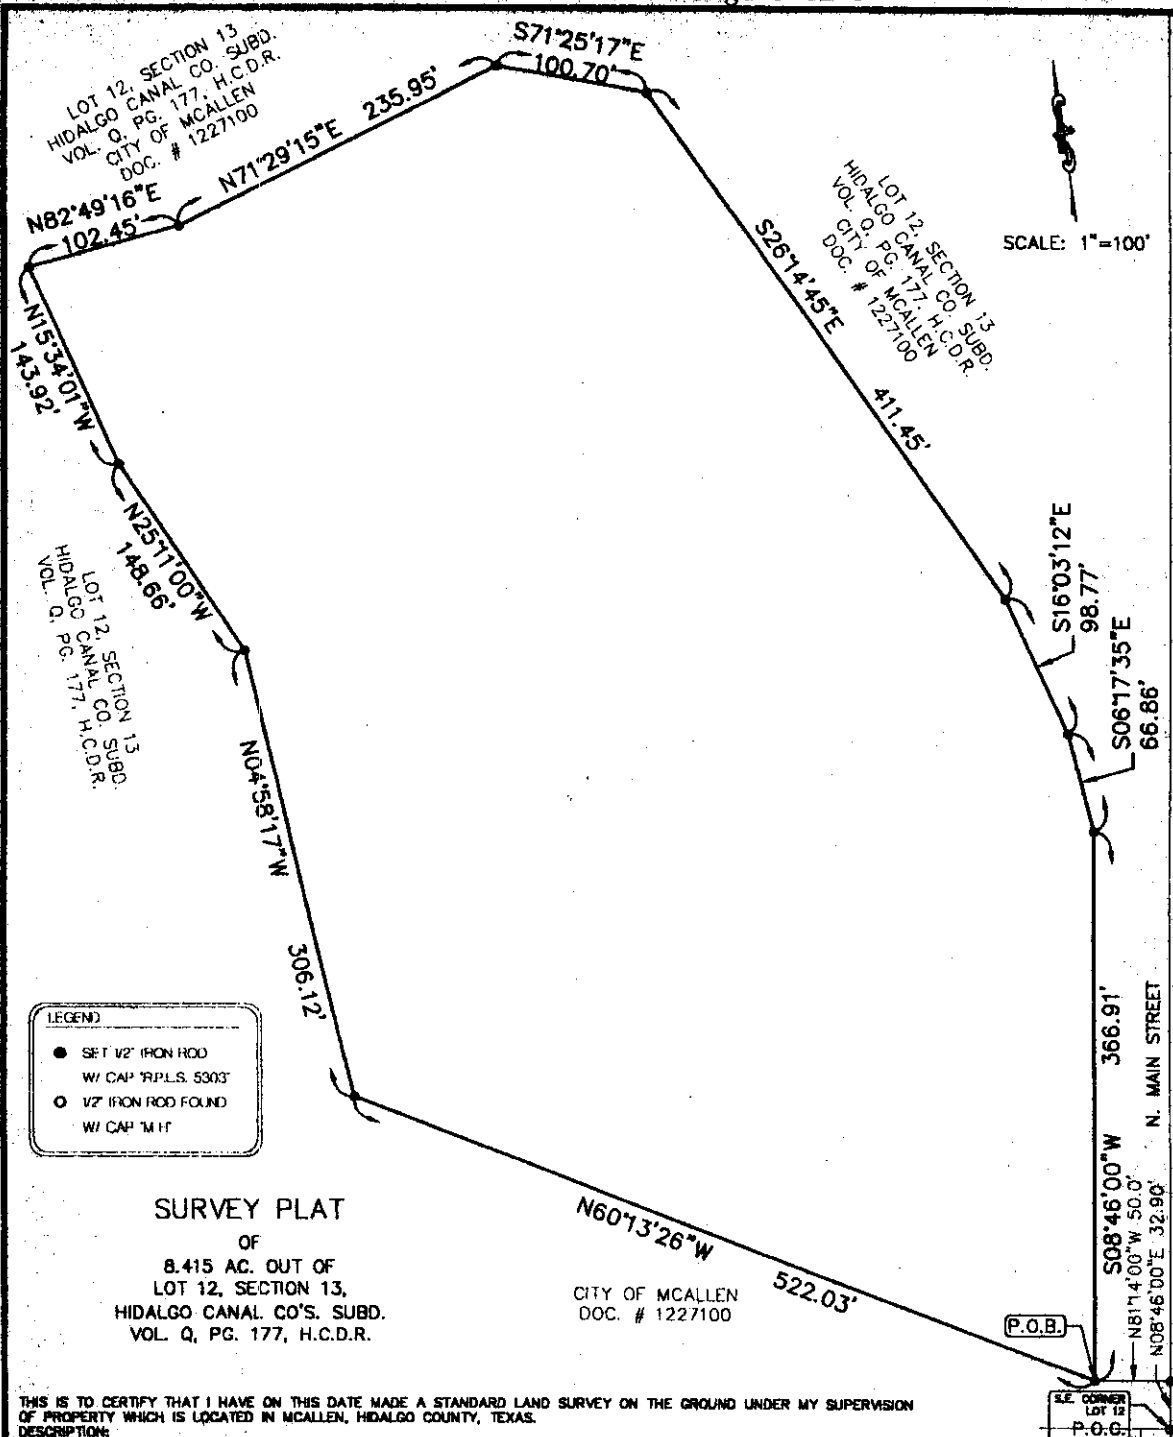 S71°25'17"E
100.70'
LOT 12, SECTION 13
HIDALGO CANAL CO. SUBD.
VOL. Q, PG. 177, H.C.D.R.
CITY OF MCALLEN
DOC. # 1227100
N71°29'15"E 235.95'
N82°49'16"E
102.45'
SCALE: 1"=100'
LOT 12, SECTION 13
HIDALGO CANAL CO. SUBD.
VOL. Q, PG. 177, H.C.D.R.
CITY OF MCALLEN
DOC. # 1227100
S26°14'45"E
411.45'
N15°34'01"W
143.92'
N25°11'00"W
148.66'
S16°03'12"E
98.77'
S06°17'35"E
66.86'
LOT 12, SECTION 13
HIDALGO CANAL CO. SUBD.
VOL. Q, PG. 177, H.C.D.R.
N04°58'17"W
306.12'
LEGEND
SET 1/2" IRON ROD
W/ CAP "R.P.L.S. 5303"
1/2" IRON ROD FOUND
W/ CAP "M H"
366.91'
S08°46'00"W
N81°14'00"W 50.0'
N08°46'00"E 32.90'
N. MAIN STREET
SURVEY PLAT
OF
8.415 AC. OUT OF
LOT 12, SECTION 13,
HIDALGO CANAL CO'S. SUBD.
VOL. Q, PG. 177, H.C.D.R.
N60°13'26"W
522.03'
CITY OF MCALLEN
DOC. # 1227100
P.O.B.
S.E. CORNER
LOT 12
P.O.C.
THIS IS TO CERTIFY THAT I HAVE ON THIS DATE MADE A STANDARD LAND SURVEY ON THE GROUND UNDER MY SUPERVISION
OF PROPERTY WHICH IS LOCATED IN MCALLEN, HIDALGO COUNTY, TEXAS.
DESCRIPTION: